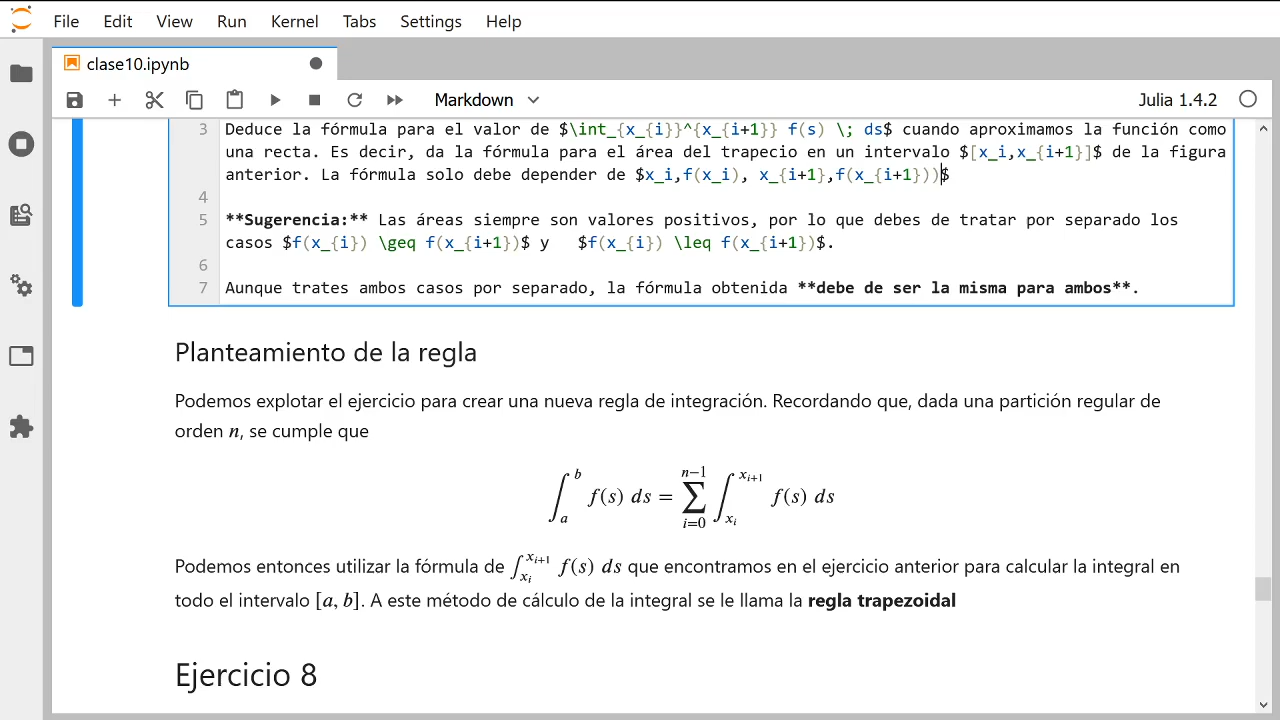 File Edit View Run Kernel Tabs Settings Help
clase10.ipynb
Markdown
Julia 1.4.2
3 Deduce la fórmula para el valor de $\int_{x_{i}}^{x_{i+1}} f(s) \; ds$ cuando aproximamos la función como
una recta. Es decir, da la fórmula para el área del trapecio en un intervalo $[x_i,x_{i+1}]$ de la figura
anterior. La fórmula solo debe depender de $x_i,f(x_i), x_{i+1},f(x_{i+1}))$
4
5 **Sugerencia:** Las áreas siempre son valores positivos, por lo que debes de tratar por separado los
casos $f(x_{i}) \geq f(x_{i+1})$ y $f(x_{i}) \leq f(x_{i+1})$.
6
7 Aunque trates ambos casos por separado, la fórmula obtenida **debe de ser la misma para ambos**.
Planteamiento de la regla
Podemos explotar el ejercicio para crear una nueva regla de integración. Recordando que, dada una partición regular de
orden n, se cumple que
∫_a^b f(s) ds = ∑_{i=0}^{n−1} ∫_{x_i}^{x_{i+1}} f(s) ds
Podemos entonces utilizar la fórmula de ∫_{x_i}^{x_{i+1}} f(s) ds que encontramos en el ejercicio anterior para calcular la integral en
todo el intervalo [a, b]. A este método de cálculo de la integral se le llama la regla trapezoidal
Ejercicio 8